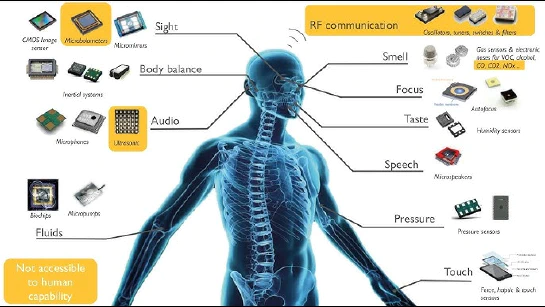 Sight
CMOS Image
sensor
Microbolometers
Micromirrors
Body balance
Inertial systems
Audio
Microphones
Ultrasonic
Biochips
Micropumps
Fluids
Not accessible
to human
capability
RF communication
Oscillators, tuners, switches & filters
Smell
Gas sensors & electronic
noses for VOC, alcohol,
CO, CO2, NOx ...
Focus
Autofocus
Taste
Humidity sensors
Speech
Microspeakers
Pressure
Pressure sensors
Touch
Force, haptic & touch
sensors